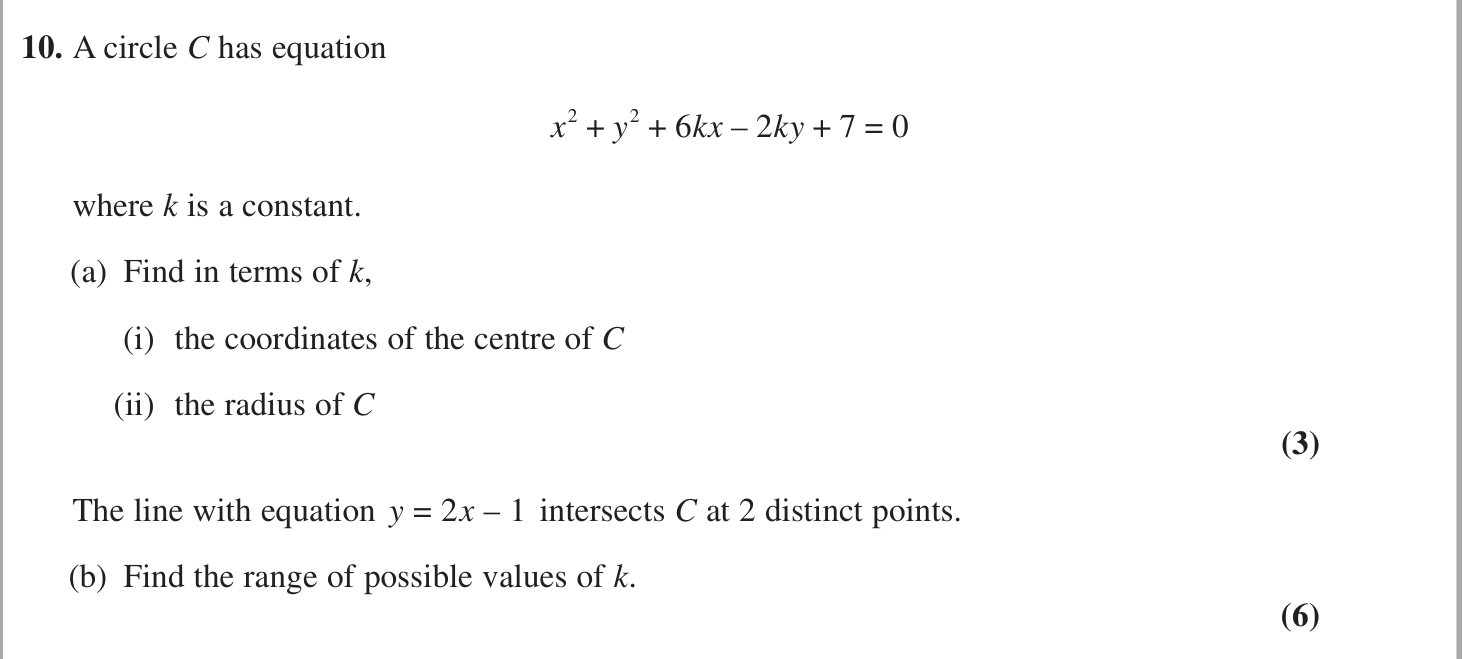 10. A circle C has equation
x² + y² + 6kx – 2ky + 7 = 0
where k is a constant.
(a) Find in terms of k,
(i) the coordinates of the centre of C
(ii) the radius of C
(3)
The line with equation y = 2x – 1 intersects C at 2 distinct points.
(b) Find the range of possible values of k.
(6)